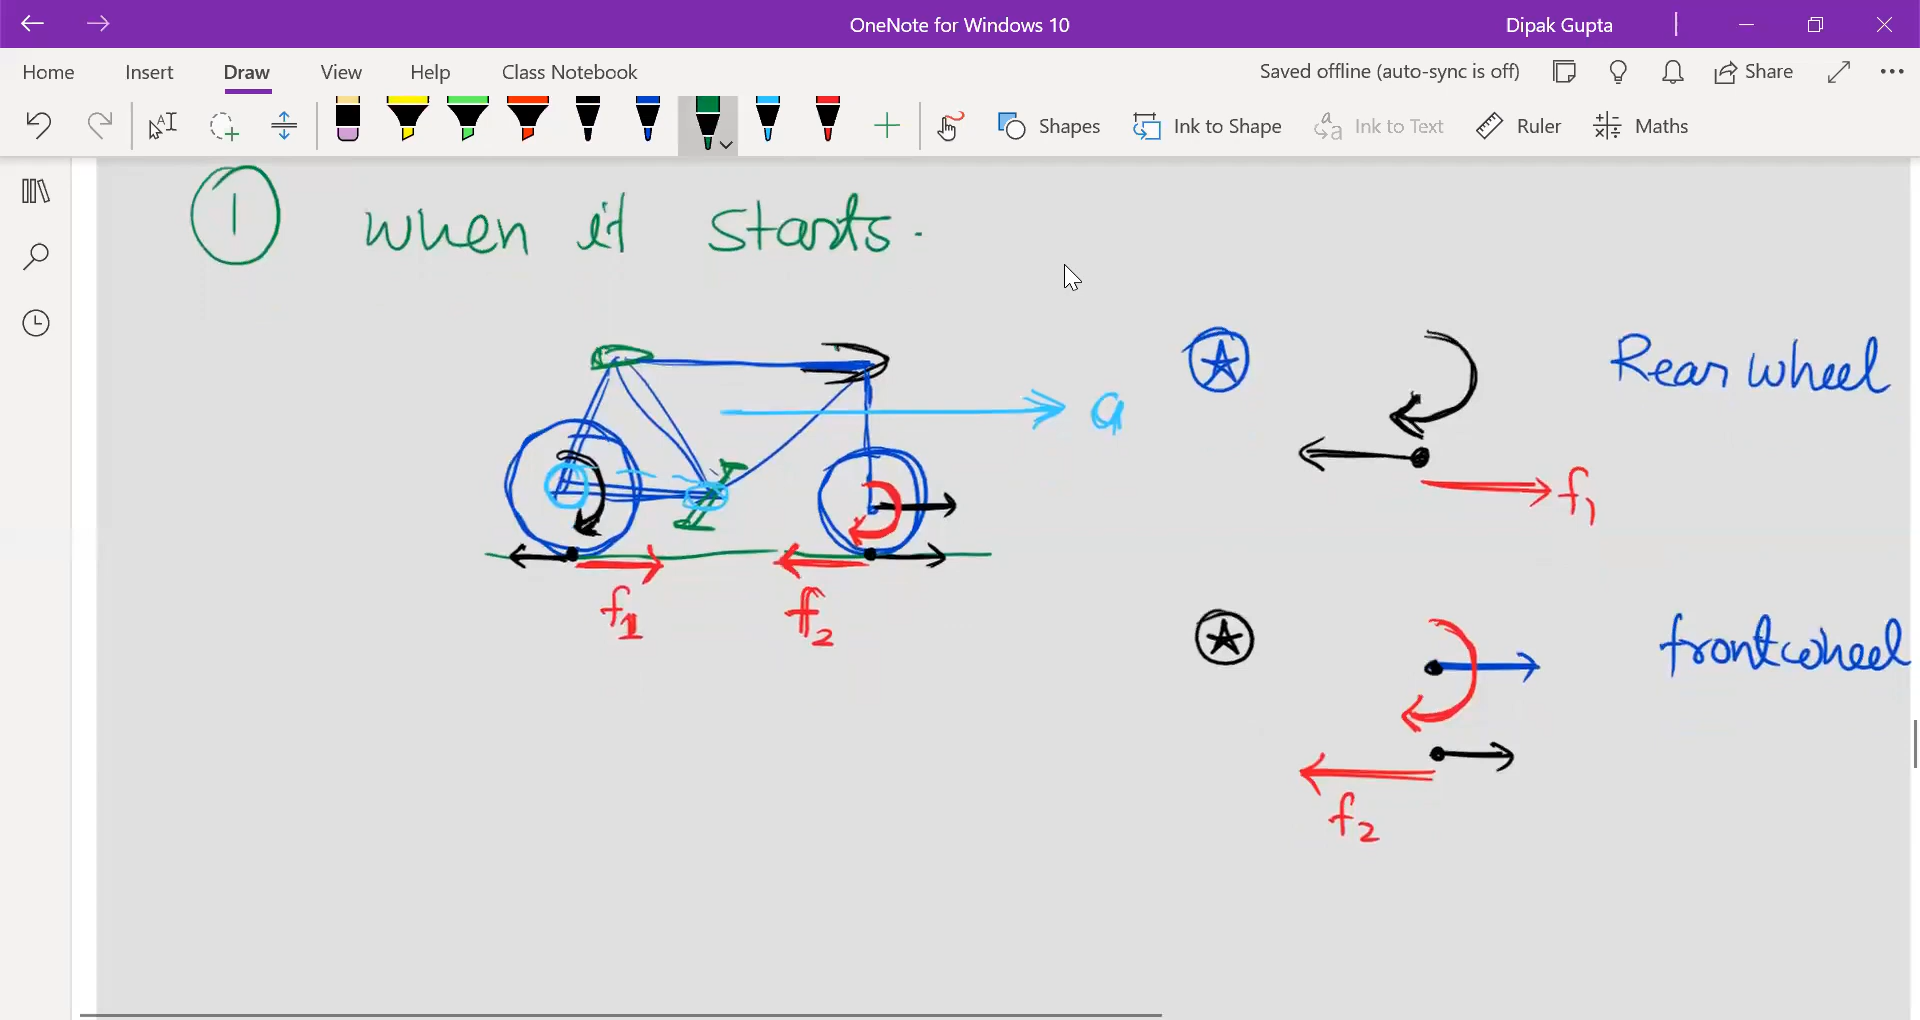 OneNote for Windows 10
Dipak Gupta
Home Insert Draw View Help Class Notebook
Saved offline (auto-sync is off) Share
Shapes Ink to Shape Ink to Text Ruler Maths
1 when it starts.
Rear wheel
a
f1
f1 f2
frontwheel
f2